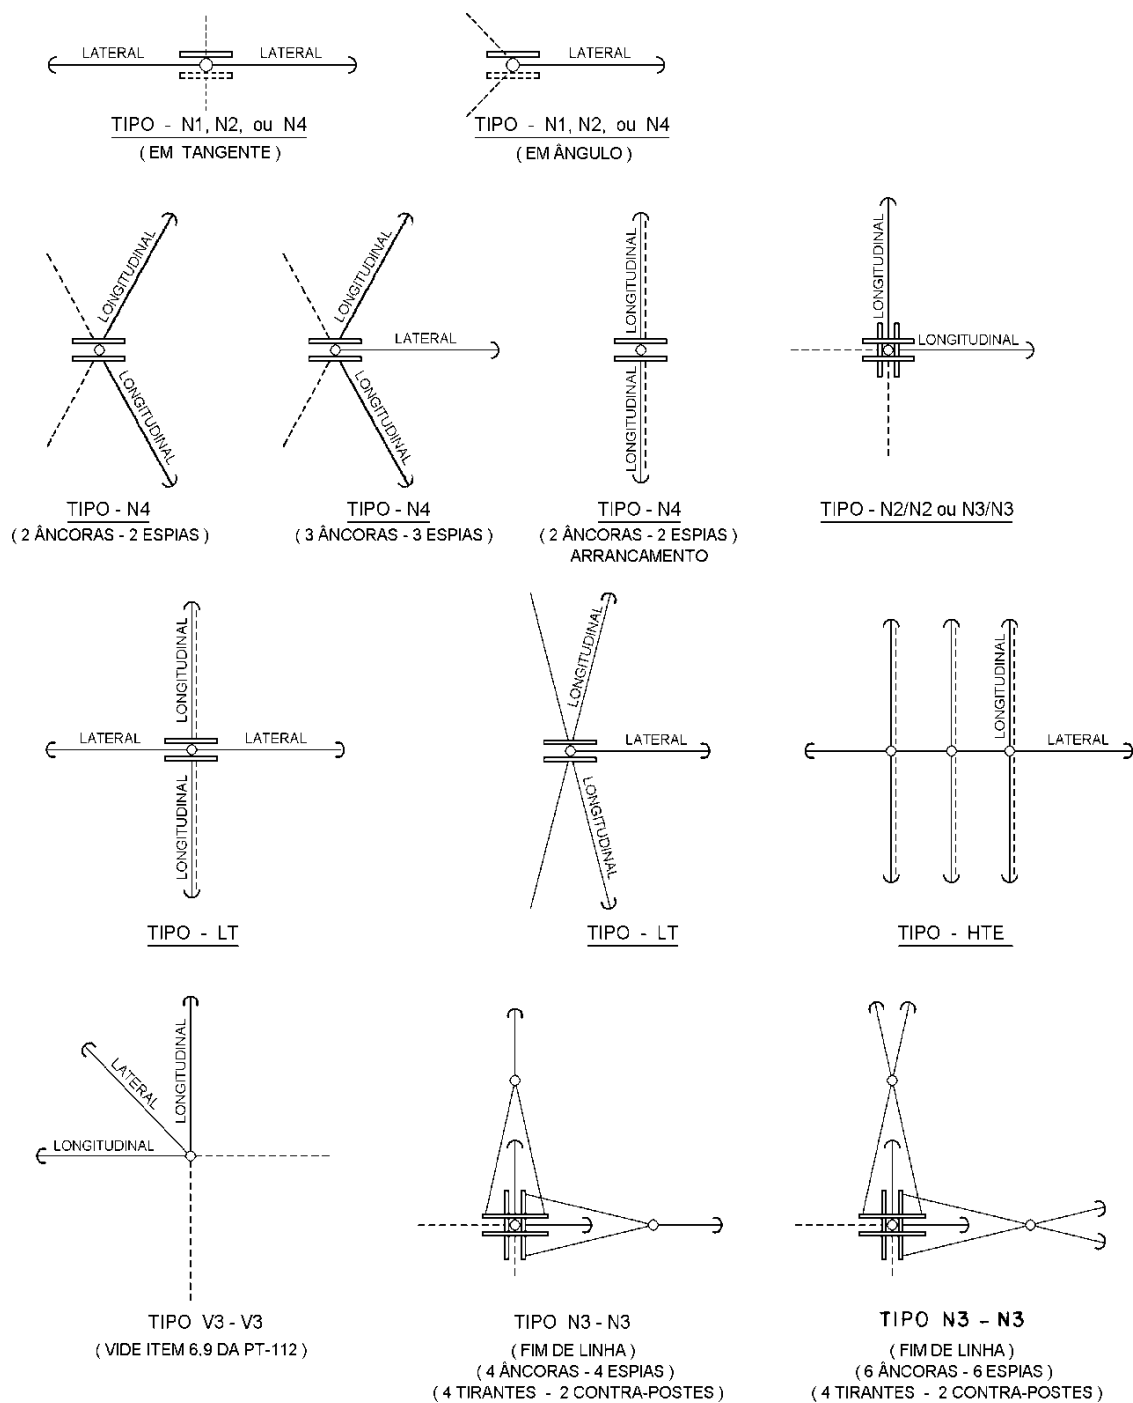 LATERAL LATERAL
TIPO - N1, N2, ou N4
( EM TANGENTE )
LATERAL
TIPO - N1, N2, ou N4
( EM ÂNGULO )
LONGITUDINAL
LONGITUDINAL
TIPO - N4
( 2 ÂNCORAS - 2 ESPIAS )
LONGITUDINAL
LATERAL
LONGITUDINAL
TIPO - N4
( 3 ÂNCORAS - 3 ESPIAS )
LONGITUDINAL
LONGITUDINAL
TIPO - N4
( 2 ÂNCORAS - 2 ESPIAS )
ARRANCAMENTO
LONGITUDINAL
LONGITUDINAL
TIPO - N2/N2 ou N3/N3
LONGITUDINAL
LATERAL LATERAL
LONGITUDINAL
TIPO - LT
LONGITUDINAL
LATERAL
LONGITUDINAL
TIPO - LT
LONGITUDINAL
LATERAL
TIPO - HTE
LONGITUDINAL
LATERAL
LONGITUDINAL
TIPO V3 - V3
( VIDE ITEM 6.9 DA PT-112 )
TIPO N3 - N3
( FIM DE LINHA )
( 4 ÂNCORAS - 4 ESPIAS )
( 4 TIRANTES - 2 CONTRA-POSTES )
TIPO N3 - N3
( FIM DE LINHA )
( 6 ÂNCORAS - 6 ESPIAS )
( 4 TIRANTES - 2 CONTRA-POSTES )